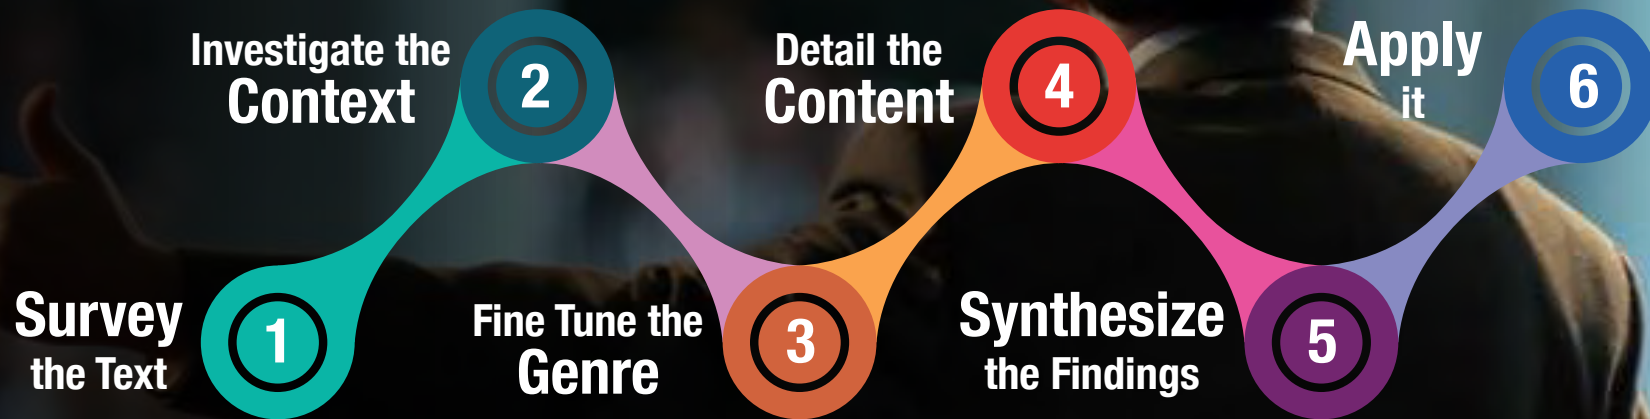 Survey
the Text
1
Investigate the
Context
2
Fine Tune the
Genre
3
Detail the
Content
4
Synthesize
the Findings
5
Apply
it
6